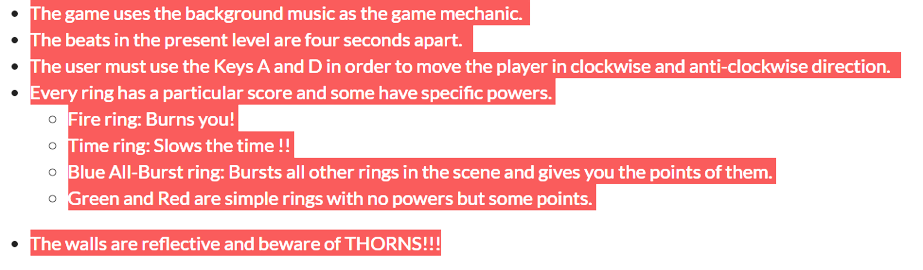 The game uses the background music as the game mechanic.
The beats in the present level are four seconds apart.
The user must use the Keys A and D in order to move the player in clockwise and anti-clockwise direction.
Every ring has a particular score and some have specific powers.
Fire ring: Burns you!
Time ring: Slows the time !!
Blue All-Burst ring: Bursts all other rings in the scene and gives you the points of them.
Green and Red are simple rings with no powers but some points.
The walls are reflective and beware of THORNS!!!